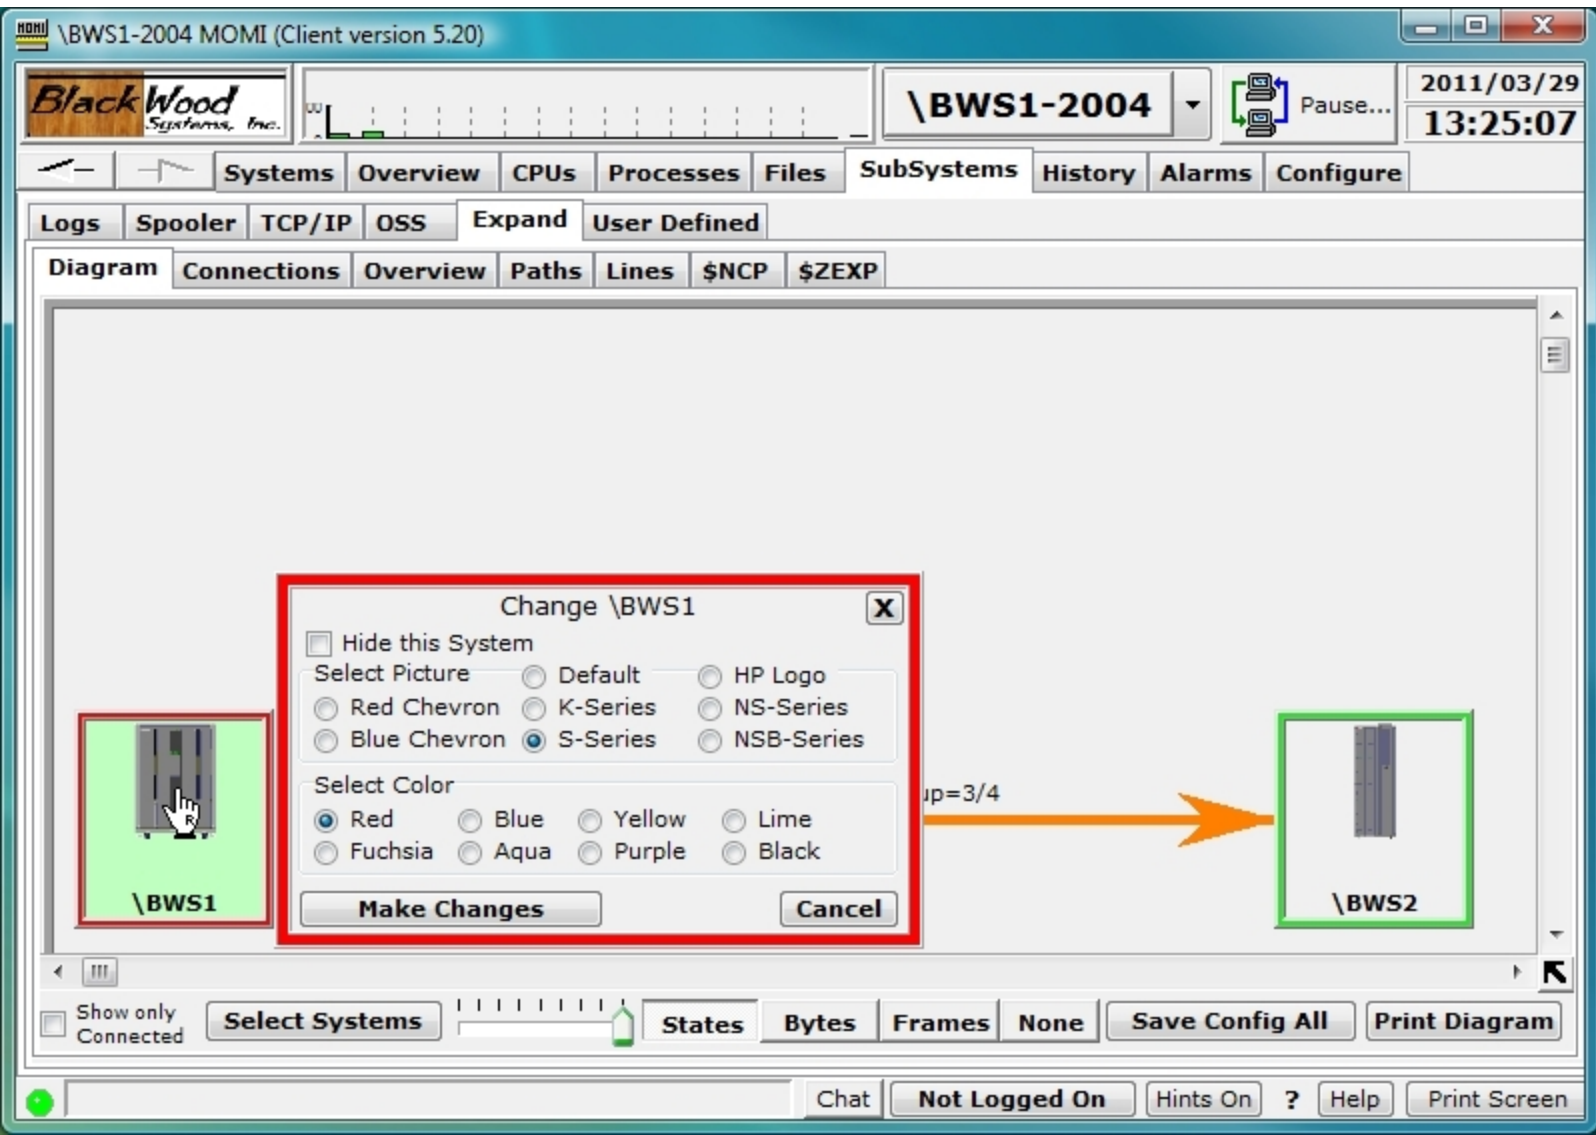 MOMI \BWS1-2004 MOMI (Client version 5.20)
BlackWood Systems, Inc.
\BWS1-2004
Pause...
2011/03/29
13:25:07
Systems Overview CPUs Processes Files SubSystems History Alarms Configure
Logs Spooler TCP/IP OSS Expand User Defined
Diagram Connections Overview Paths Lines $NCP $ZEXP
Change \BWS1 X
Hide this System
Select Picture Default HP Logo
Red Chevron K-Series NS-Series
Blue Chevron S-Series NSB-Series
Select Color
Red Blue Yellow Lime
Fuchsia Aqua Purple Black
Make Changes Cancel
R
\BWS1
up=3/4
\BWS2
Show only Connected
Select Systems
States Bytes Frames None Save Config All Print Diagram
Chat Not Logged On Hints On ? Help Print Screen